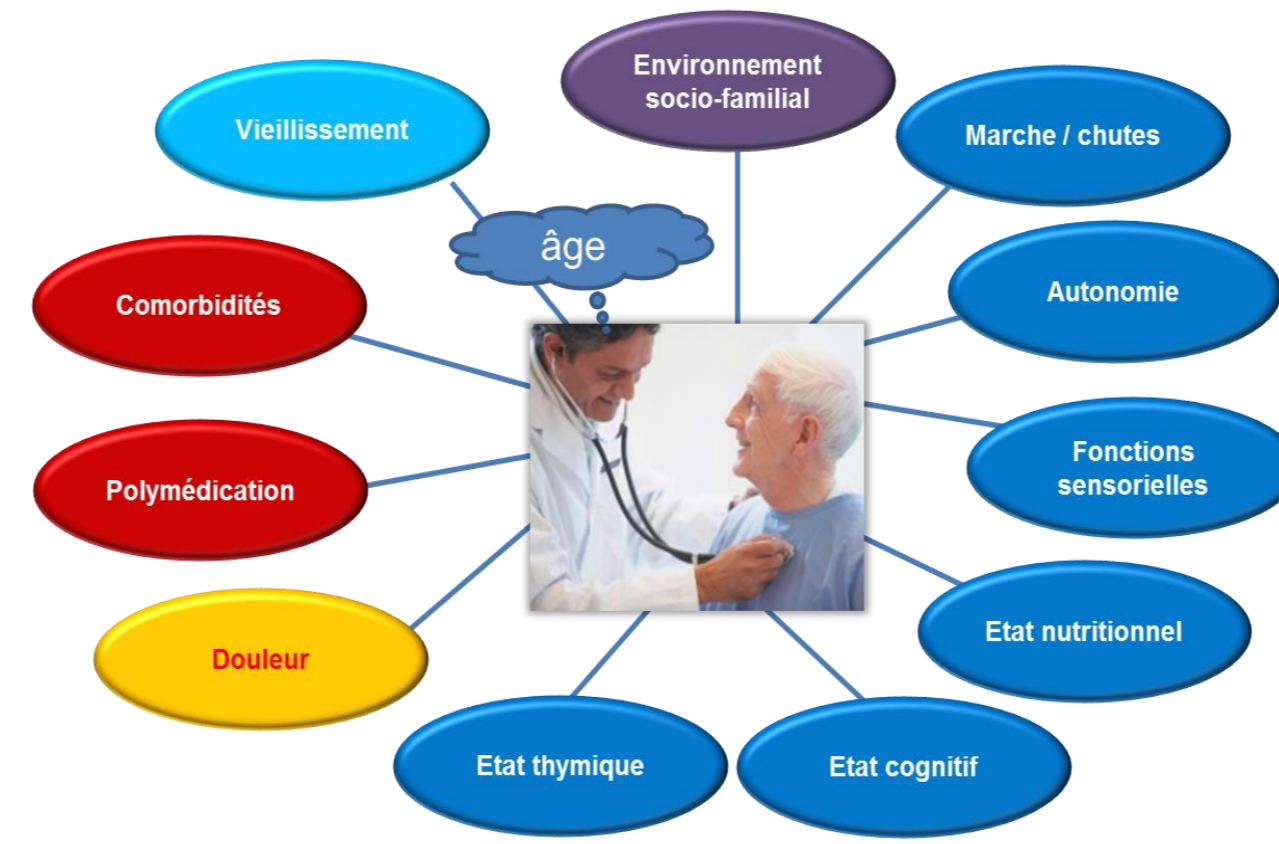 Environnement
socio-familial
Vieillissement
Marche / chutes
âge
Autonomie
Comorbidités
Fonctions
sensorielles
Polymédication
Etat nutritionnel
Douleur
Etat thymique
Etat cognitif